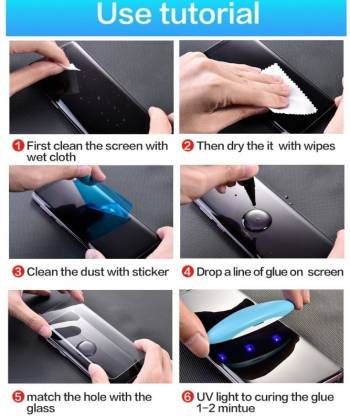 Use tutorial
1 First clean the screen with
wet cloth
2 Then dry the it with wipes
3 Clean the dust with sticker
4 Drop a line of glue on screen
5 match the hole with the
glass
6 UV light to curing the glue
1-2 mintue